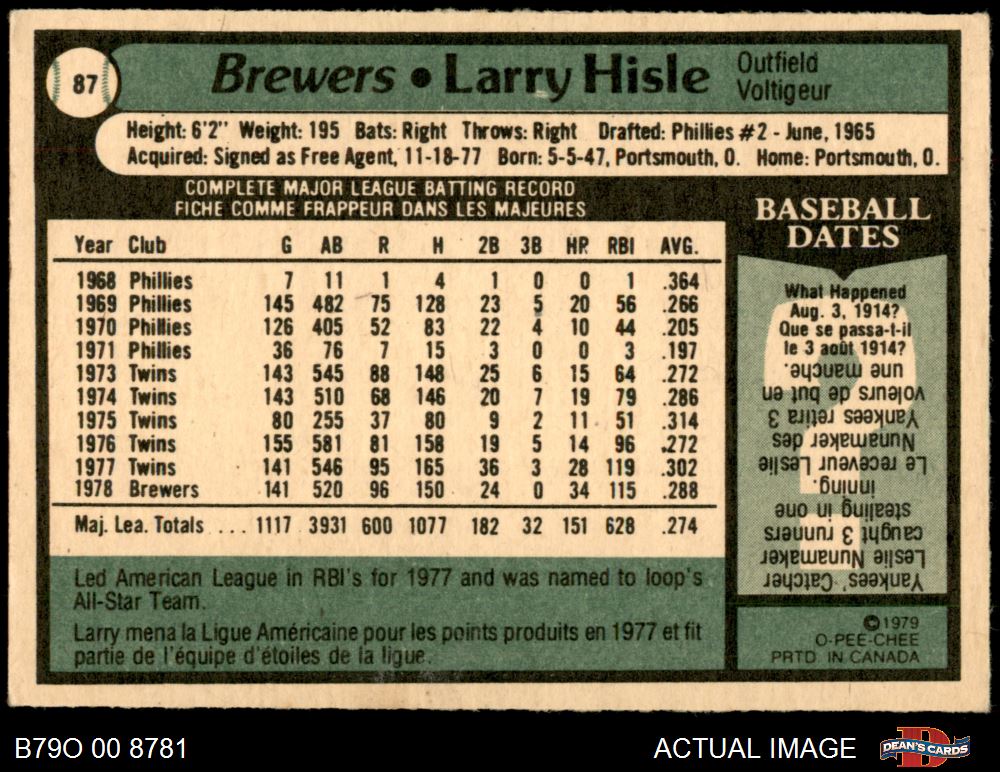 87
Brewers • Larry Hisle
Outfield
Voltigeur
Height: 6'2" Weight: 195 Bats: Right Throws: Right Drafted: Phillies #2 - June, 1965
Acquired: Signed as Free Agent, 11-18-77 Born: 5-5-47, Portsmouth, O. Home: Portsmouth, O.
COMPLETE MAJOR LEAGUE BATTING RECORD
FICHE COMME FRAPPEUR DANS LES MAJEURES
Year Club G AB R H 2B 3B HR RBI AVG.
1968 Phillies 7 11 1 4 1 0 0 1 .364
1969 Phillies 145 482 75 128 23 5 20 56 .266
1970 Phillies 126 405 52 83 22 4 10 44 .205
1971 Phillies 36 76 7 15 3 0 0 3 .197
1973 Twins 143 545 88 148 25 6 15 64 .272
1974 Twins 143 510 68 146 20 7 19 79 .286
1975 Twins 80 255 37 80 9 2 11 51 .314
1976 Twins 155 581 81 158 19 5 14 96 .272
1977 Twins 141 546 95 165 36 3 28 119 .302
1978 Brewers 141 520 96 150 24 0 34 115 .288
Maj. Lea. Totals ... 1117 3931 600 1077 182 32 151 628 .274
Led American League in RBI's for 1977 and was named to loop's
All-Star Team.
Larry mena la Ligue Américaine pour les points produits en 1977 et fit
partie de l'équipe d'étoiles de la ligue.
BASEBALL
DATES
What Happened
Aug. 3, 1914?
Que se passa-t-il
le 3 août 1914?
Yankees' Catcher
Leslie Nunamaker
caught 3 runners
stealing in one
inning.
Le receveur Leslie
Nunamaker des
Yankees retira 3
voleurs de but en
une manche.
©1979
O-PEE-CHEE
PRTD. IN CANADA
B79O 00 8781
ACTUAL IMAGE
D
DEAN'S CARDS